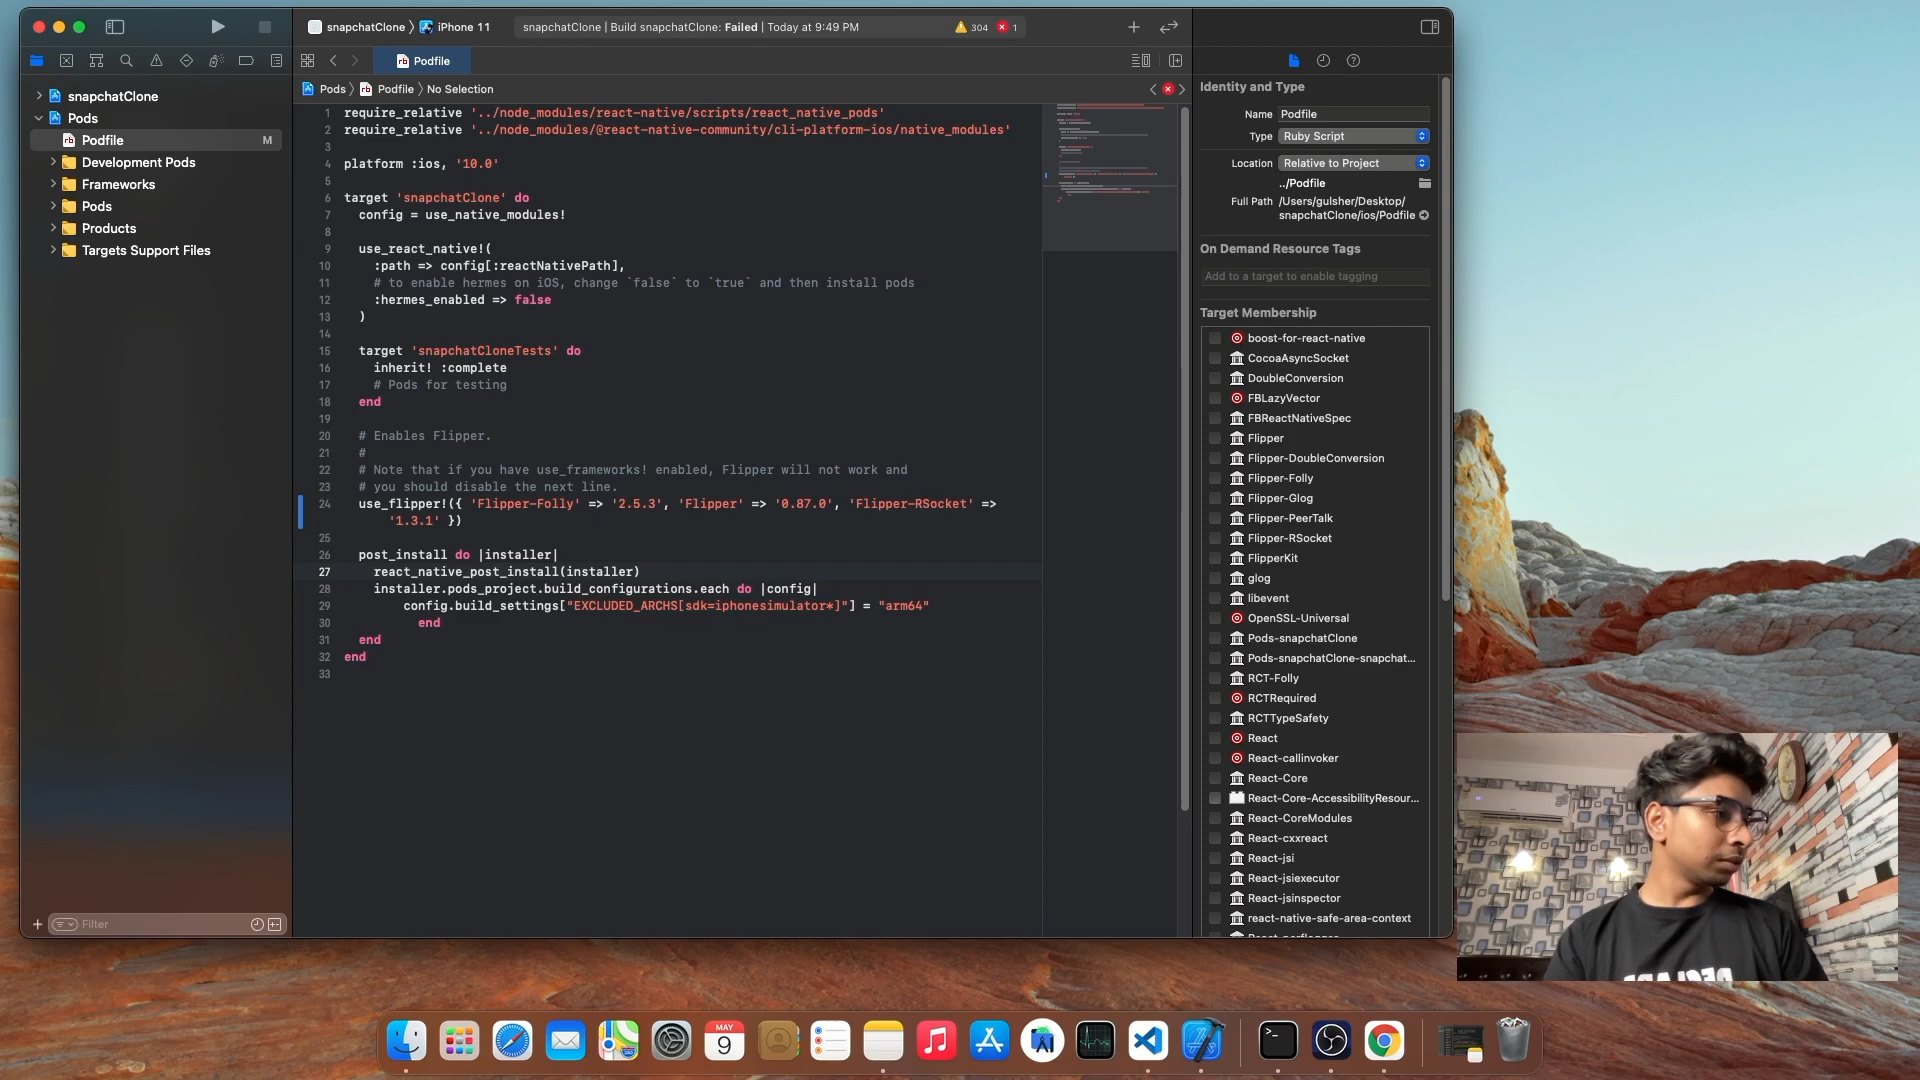 snapchatClone
iPhone 11
snapchatClone | Build snapchatClone: Failed | Today at 9:49 PM
304
1
rb Podfile
Pods
rb Podfile
No Selection
snapchatClone
Pods
rb Podfile M
Development Pods
Frameworks
Pods
Products
Targets Support Files
Filter
1 require_relative '../node_modules/react-native/scripts/react_native_pods'
2 require_relative '../node_modules/@react-native-community/cli-platform-ios/native_modules'
3
4 platform :ios, '10.0'
5
6 target 'snapchatClone' do
7 config = use_native_modules!
8
9 use_react_native!(
10 :path => config[:reactNativePath],
11 # to enable hermes on iOS, change `false` to `true` and then install pods
12 :hermes_enabled => false
13 )
14
15 target 'snapchatCloneTests' do
16 inherit! :complete
17 # Pods for testing
18 end
19
20 # Enables Flipper.
21 #
22 # Note that if you have use_frameworks! enabled, Flipper will not work and
23 # you should disable the next line.
24 use_flipper!({ 'Flipper-Folly' => '2.5.3', 'Flipper' => '0.87.0', 'Flipper-RSocket' =>
'1.3.1' })
25
26 post_install do |installer|
27 react_native_post_install(installer)
28 installer.pods_project.build_configurations.each do |config|
29 config.build_settings["EXCLUDED_ARCHS[sdk=iphonesimulator*]"] = "arm64"
30 end
31 end
32 end
33
Identity and Type
Name Podfile
Type Ruby Script
Location Relative to Project
../Podfile
Full Path /Users/gulsher/Desktop/
snapchatClone/ios/Podfile
On Demand Resource Tags
Add to a target to enable tagging
Target Membership
boost-for-react-native
CocoaAsyncSocket
DoubleConversion
FBLazyVector
FBReactNativeSpec
Flipper
Flipper-DoubleConversion
Flipper-Folly
Flipper-Glog
Flipper-PeerTalk
Flipper-RSocket
FlipperKit
glog
libevent
OpenSSL-Universal
Pods-snapchatClone
Pods-snapchatClone-snapchat...
RCT-Folly
RCTRequired
RCTTypeSafety
React
React-callinvoker
React-Core
React-Core-AccessibilityResour...
React-CoreModules
React-cxxreact
React-jsi
React-jsiexecutor
React-jsinspector
react-native-safe-area-context
MAY
9